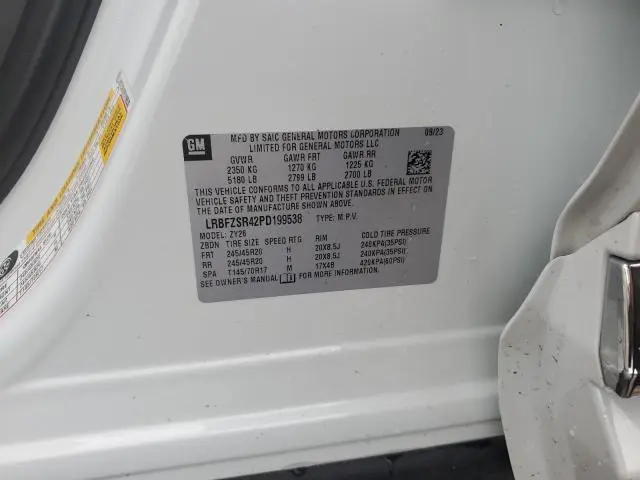 GM
MFD BY SAIC GENERAL MOTORS CORPORATION 09/23
LIMITED FOR GENERAL MOTORS LLC
GVWR GAWR FRT GAWR RR
2350 KG 1270 KG 1225 KG
5180 LB 2799 LB 2700 LB
THIS VEHICLE CONFORMS TO ALL APPLICABLE U.S. FEDERAL MOTOR
VEHICLE SAFETY, BUMPER, AND THEFT PREVENTION STANDARDS
IN EFFECT ON THE DATE OF MANUFACTURE SHOWN ABOVE.
LRBFZSR42PD199538 TYPE: M.P.V.
MODEL: ZY26
ZBDN TIRE SIZE SPEED RTG RIM COLD TIRE PRESSURE
FRT 245/45R20 H 20X8.5J 240KPA(35PSI)
RR 245/45R20 H 20X8.5J 240KPA(35PSI)
SPA T145/70R17 M 17X4B 420KPA(60PSI)
SEE OWNER'S MANUAL FOR MORE INFORMATION.